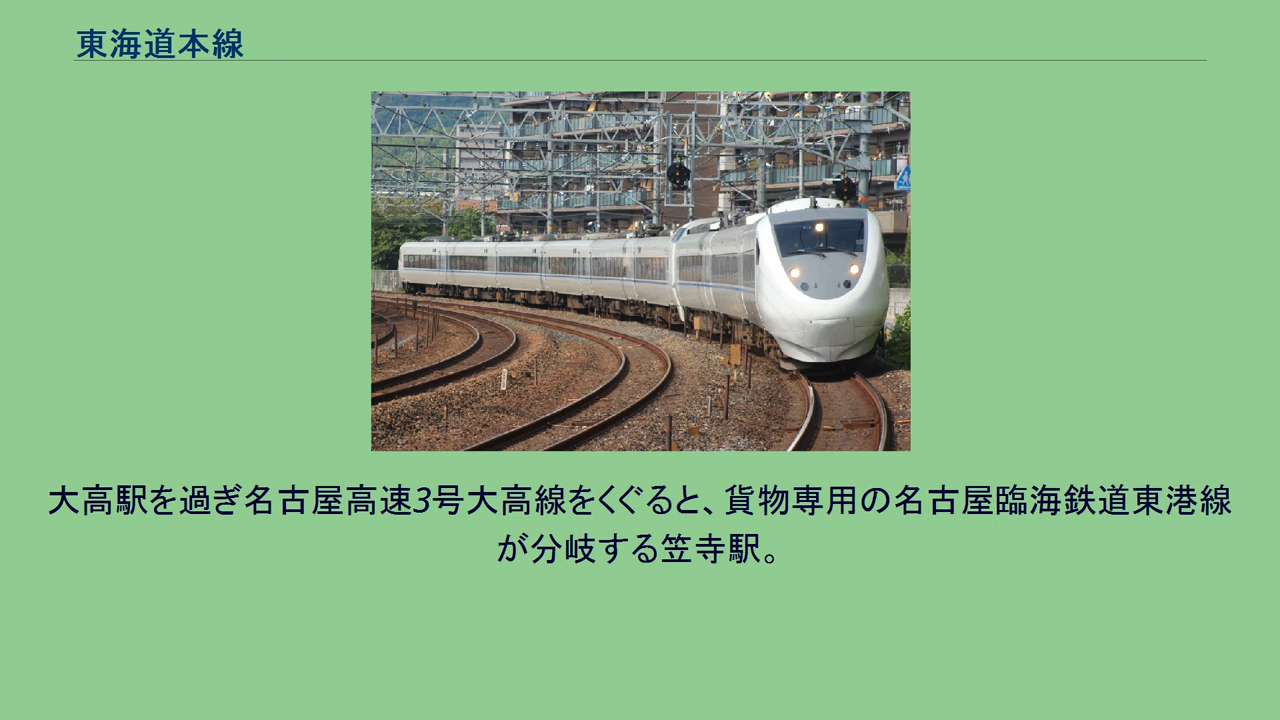 東海道本線
大高駅を過ぎ名古屋高速3号大高線をくぐると、貨物専用の名古屋臨海鉄道東港線
が分岐する笠寺駅。